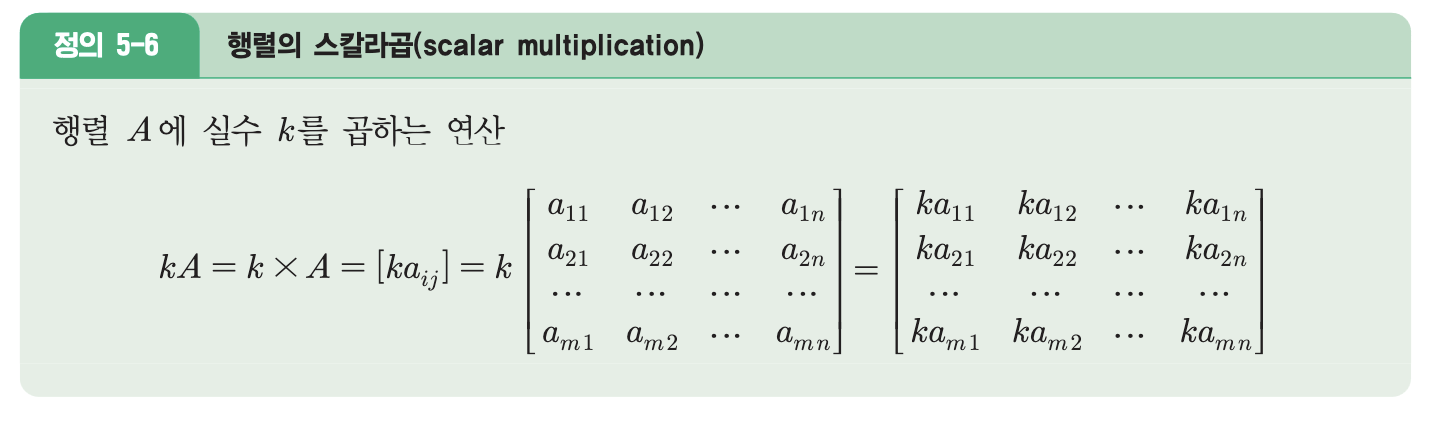 정의 5-6 행렬의 스칼라곱(scalar multiplication)
행렬 A에 실수 k를 곱하는 연산
kA = k × A = [ka_{ij}] = k \begin{bmatrix} a_{11} & a_{12} & \cdots & a_{1n} \\ a_{21} & a_{22} & \cdots & a_{2n} \\ \cdots & \cdots & \cdots & \cdots \\ a_{m1} & a_{m2} & \cdots & a_{mn} \end{bmatrix} = \begin{bmatrix} ka_{11} & ka_{12} & \cdots & ka_{1n} \\ ka_{21} & ka_{22} & \cdots & ka_{2n} \\ \cdots & \cdots & \cdots & \cdots \\ ka_{m1} & ka_{m2} & \cdots & ka_{mn} \end{bmatrix}